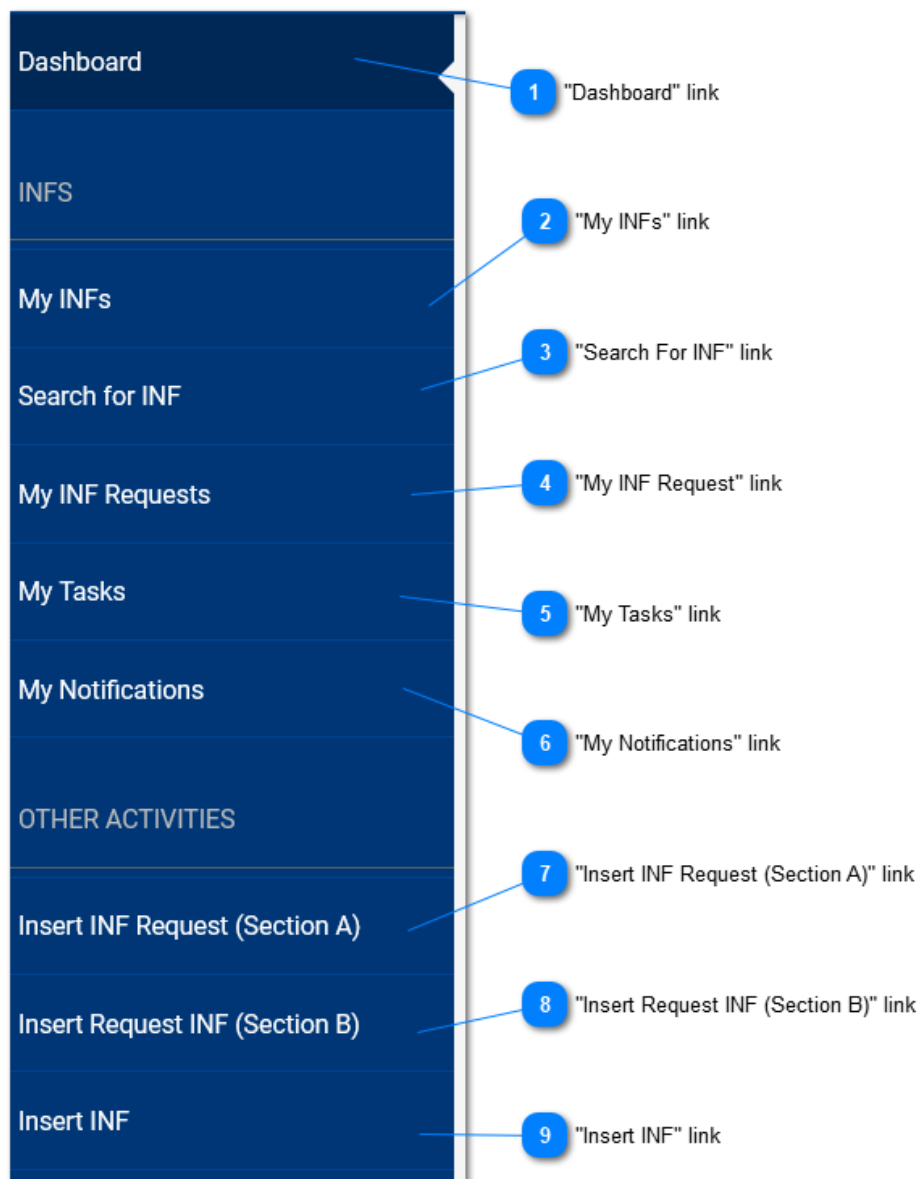 Dashboard
1 "Dashboard" link
INFS
2 "My INFs" link
My INFs
3 "Search For INF" link
Search for INF
4 "My INF Request" link
My INF Requests
My Tasks
5 "My Tasks" link
My Notifications
6 "My Notifications" link
OTHER ACTIVITIES
7 "Insert INF Request (Section A)" link
Insert INF Request (Section A)
8 "Insert Request INF (Section B)" link
Insert Request INF (Section B)
Insert INF
9 "Insert INF" link